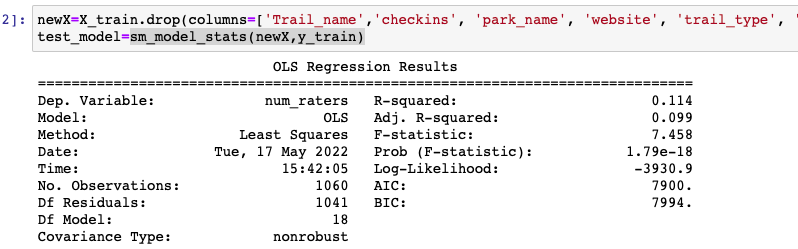 2]: newX=X_train.drop(columns=['Trail_name','checkins', 'park_name', 'website', 'trail_type', '
test_model=sm_model_stats(newX,y_train)
OLS Regression Results
==============================================================================
Dep. Variable: num_raters R-squared: 0.114
Model: OLS Adj. R-squared: 0.099
Method: Least Squares F-statistic: 7.458
Date: Tue, 17 May 2022 Prob (F-statistic): 1.79e-18
Time: 15:42:05 Log-Likelihood: -3930.9
No. Observations: 1060 AIC: 7900.
Df Residuals: 1041 BIC: 7994.
Df Model: 18
Covariance Type: nonrobust